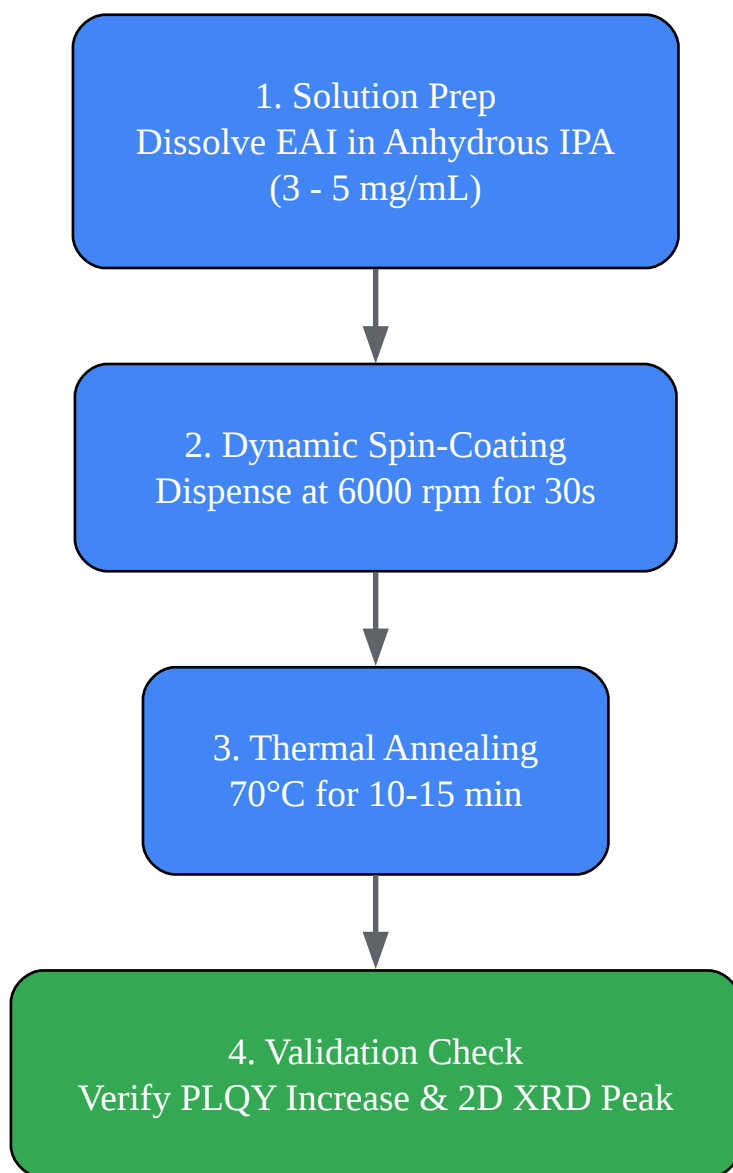 1. Solution Prep
Dissolve EAI in Anhydrous IPA
(3 - 5 mg/mL)
2. Dynamic Spin-Coating
Dispense at 6000 rpm for 30s
3. Thermal Annealing
70°C for 10-15 min
4. Validation Check
Verify PLQY Increase & 2D XRD Peak